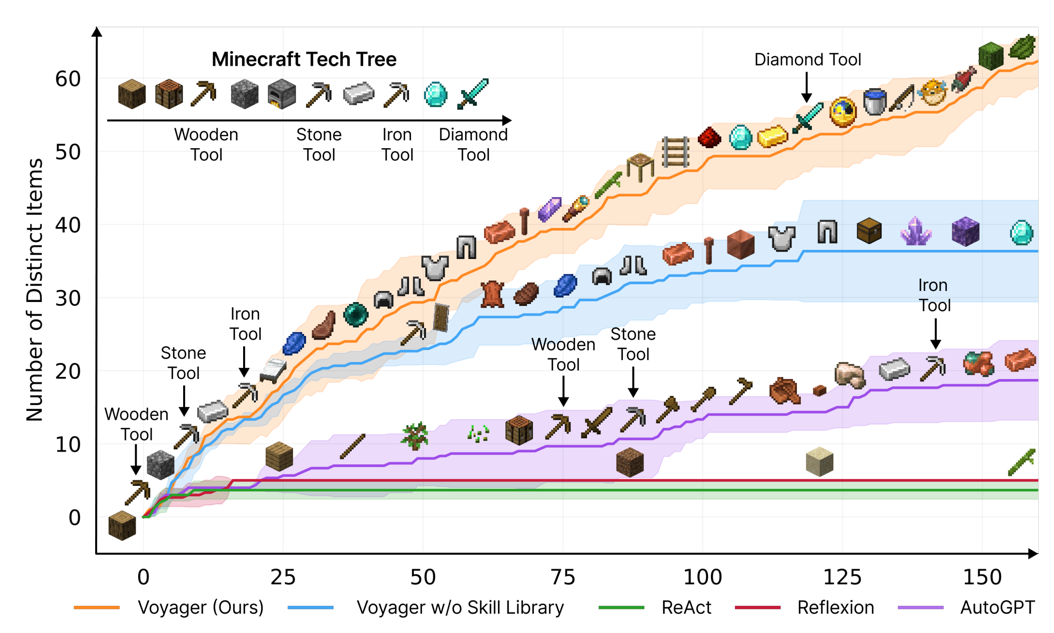 Minecraft Tech Tree
Wooden
Tool
Stone
Tool
Iron
Tool
Diamond
Tool
Diamond Tool
Iron
Tool
Wooden
Tool
Stone
Tool
Iron
Tool
Stone
Tool
Wooden
Tool
Number of Distinct Items
60
50
40
30
20
10
0
0 25 50 75 100 125 150
Voyager (Ours) Voyager w/o Skill Library ReAct Reflexion AutoGPT